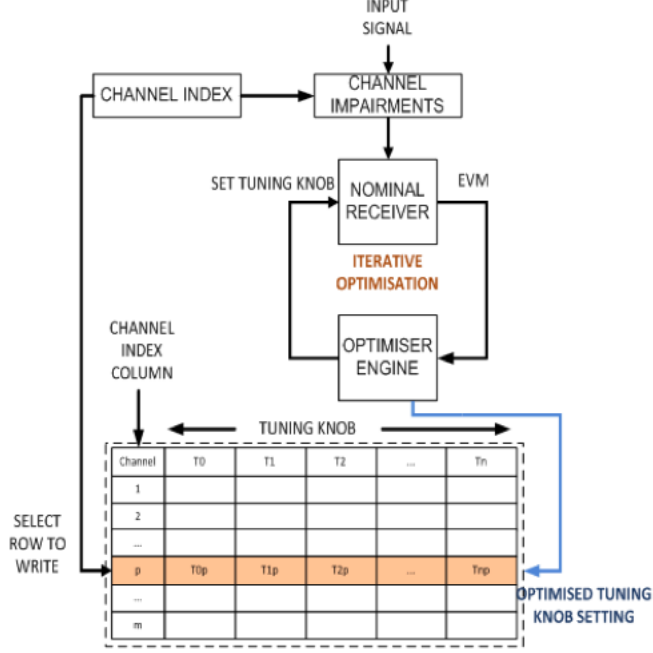 INPUT
SIGNAL
CHANNEL INDEX
CHANNEL
IMPAIRMENTS
SET TUNING KNOB
NOMINAL
RECEIVER
EVM
ITERATIVE
OPTIMISATION
OPTIMISER
ENGINE
CHANNEL
INDEX
COLUMN
TUNING KNOB
Channel T0 T1 T2 ... Tn
1
2
...
SELECT
ROW TO
WRITE
p T0p T1p T2p ... Tnp
...
m
OPTIMISED TUNING
KNOB SETTING